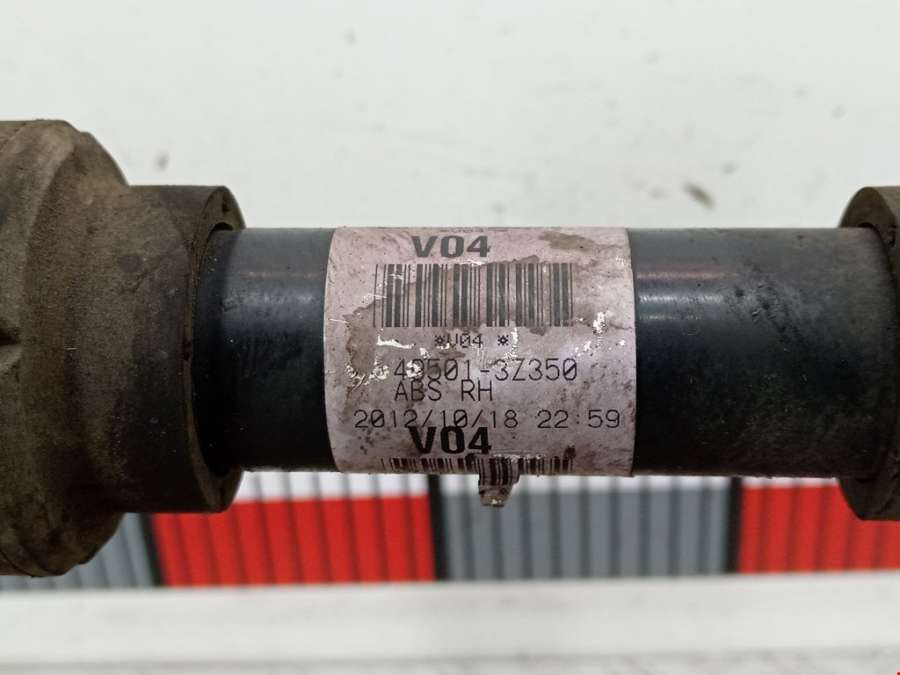 V04
*V04 *
49501-3Z350
ABS RH
2012/10/18 22:59
V04